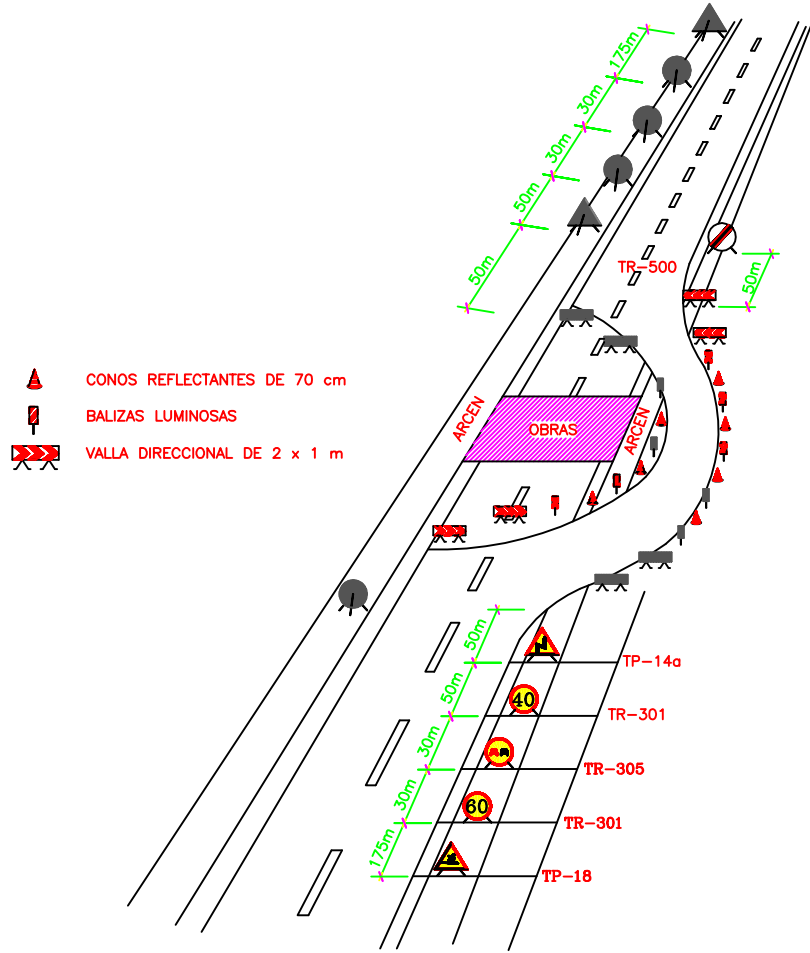 175m
30m
30m
50m
50m
TR-500
50m
CONOS REFLECTANTES DE 70 cm
BALIZAS LUMINOSAS
VALLA DIRECCIONAL DE 2 x 1 m
ARCEN
OBRAS
ARCEN
50m
TP-14a
50m
40
TR-301
30m
TR-305
30m
60
TR-301
175m
TP-18